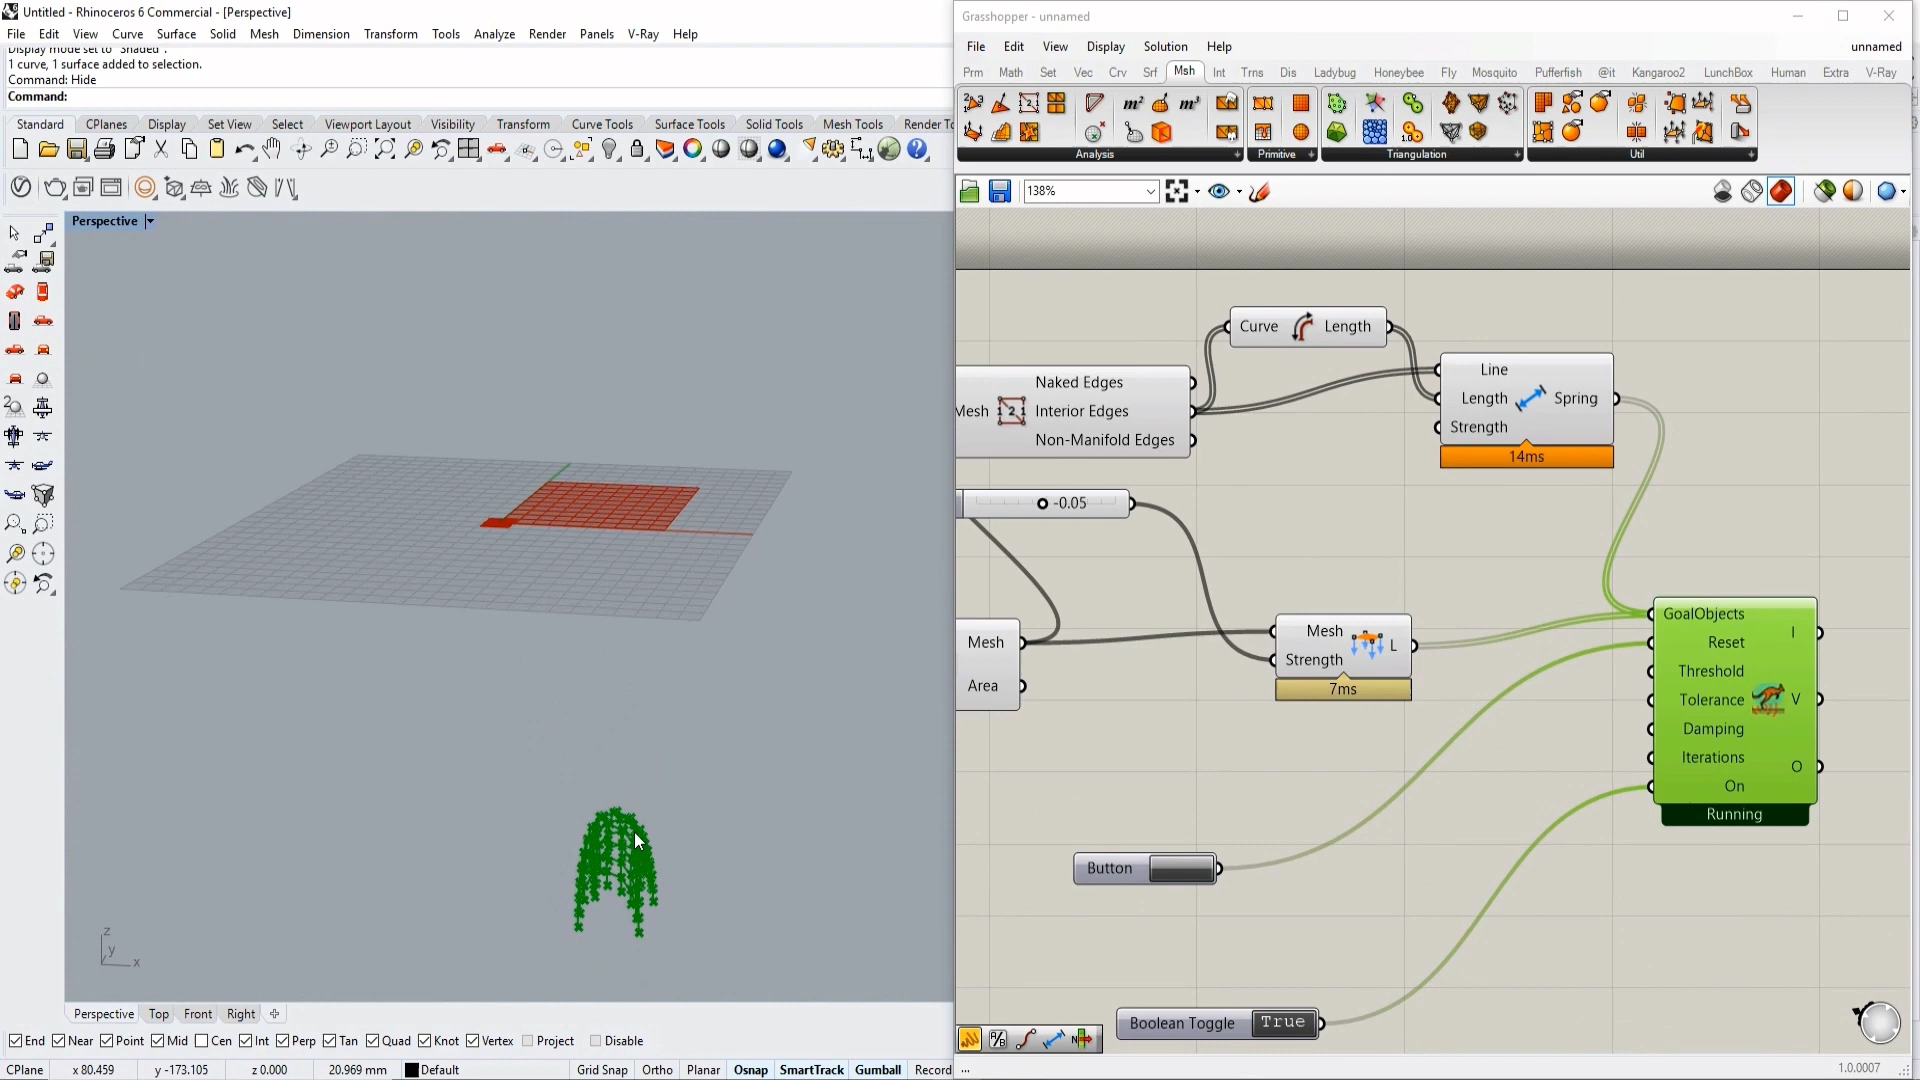 Untitled - Rhinoceros 6 Commercial - [Perspective]
File Edit View Curve Surface Solid Mesh Dimension Transform Tools Analyze Render Panels V-Ray Help
Display mode set to "Shaded".
1 curve, 1 surface added to selection.
Command: Hide
Command:
Standard CPlanes Display Set View Select Viewport Layout Visibility Transform Curve Tools Surface Tools Solid Tools Mesh Tools Render To
Perspective
z
y
x
Perspective Top Front Right
End Near Point Mid Cen Int Perp Tan Quad Knot Vertex Project Disable
CPlane x 80.459 y -173.105 z 0.000 20.969 mm Default Grid Snap Ortho Planar Osnap SmartTrack Gumball Record
Grasshopper - unnamed
File Edit View Display Solution Help unnamed
Prm Math Set Vec Crv Srf Msh Int Trns Dis Ladybug Honeybee Fly Mosquito Pufferfish @it Kangaroo2 LunchBox Human Extra V-Ray
Analysis Primitive Triangulation Util
138%
Curve Length
Mesh
Naked Edges
Interior Edges
Non-Manifold Edges
Line
Length Spring
Strength
14ms
-0.05
Mesh
Area
Mesh
Strength
L
7ms
GoalObjects
Reset
Threshold
Tolerance
Damping
Iterations
On
I
V
O
Running
Button
Boolean Toggle True
...
1.0.0007